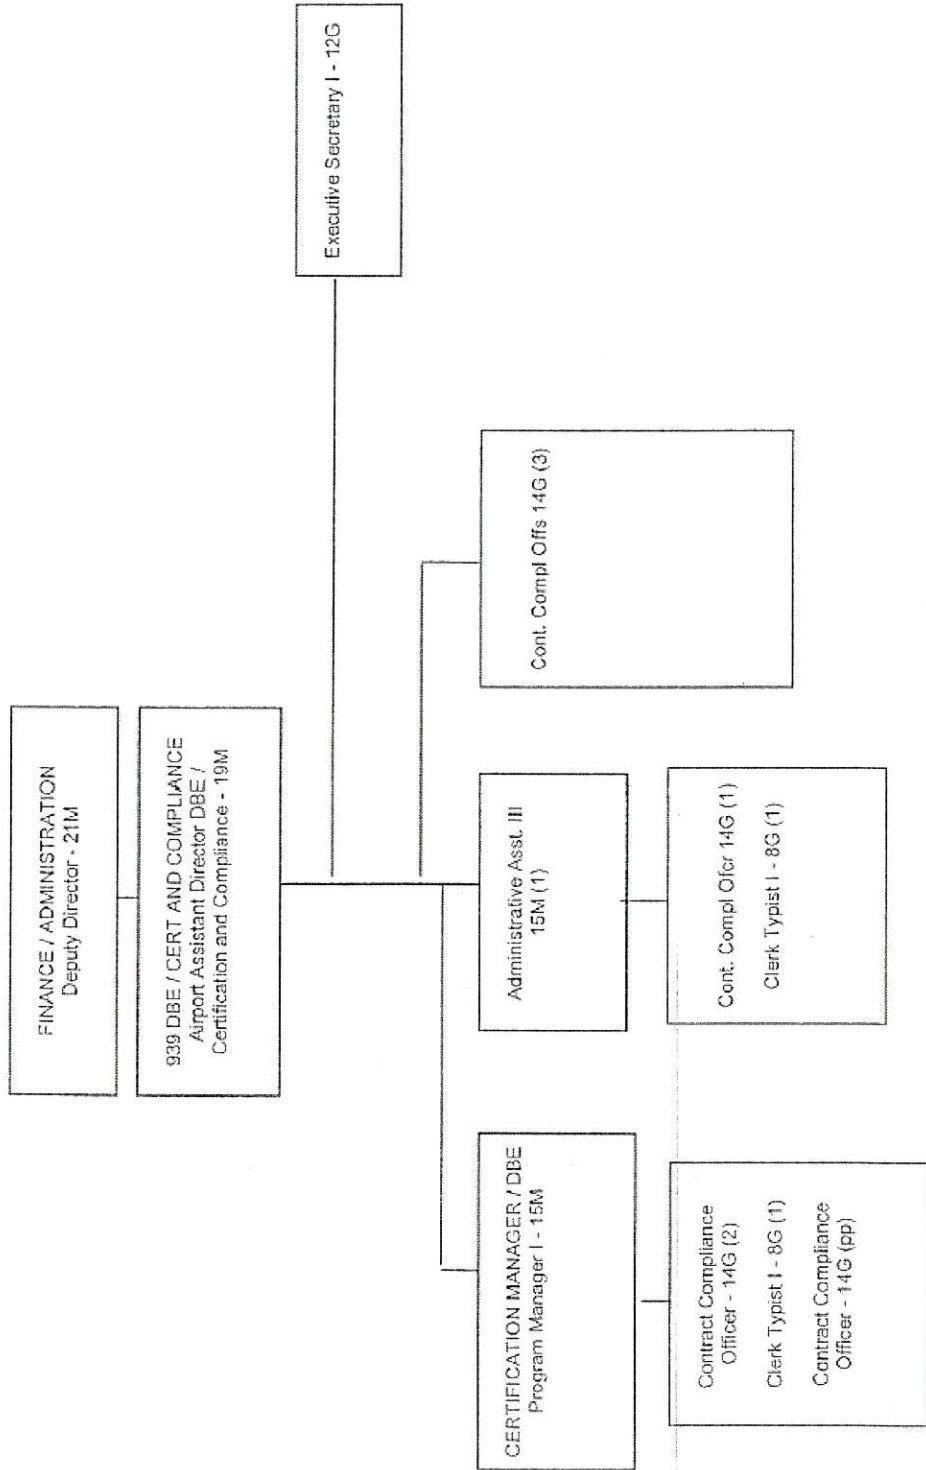 FINANCE / ADMINISTRATION
Deputy Director - 21M
939 DBE / CERT AND COMPLIANCE
Airport Assistant Director DBE /
Certification and Compliance - 19M
Executive Secretary I - 12G
CERTIFICATION MANAGER / DBE
Program Manager I - 15M
Administrative Asst. III
15M (1)
Cont. Compl Offs 14G (3)
Contract Compliance
Officer - 14G (2)
Clerk Typist I - 8G (1)
Contract Compliance
Officer - 14G (pp)
Cont. Compl Ofcr 14G (1)
Clerk Typist I - 8G (1)